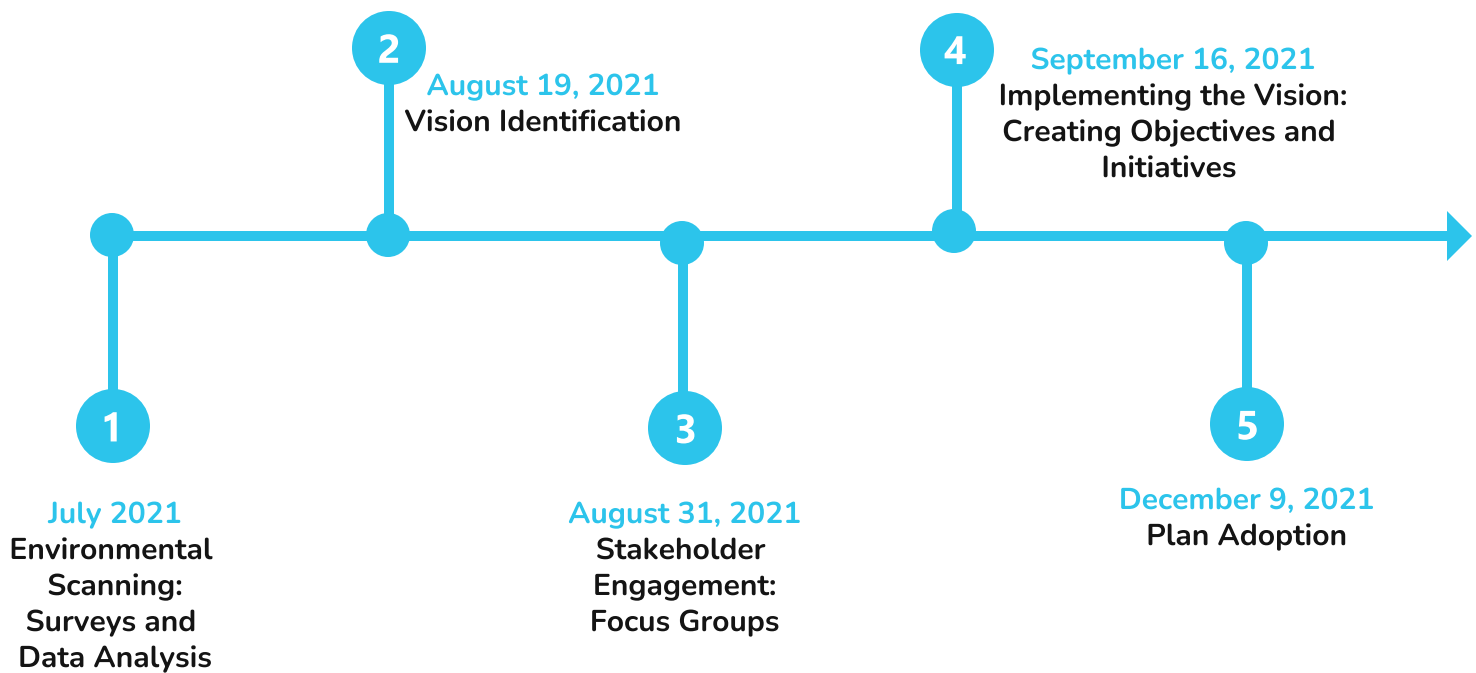 1
July 2021
Environmental
Scanning:
Surveys and
Data Analysis
2
August 19, 2021
Vision Identification
3
August 31, 2021
Stakeholder
Engagement:
Focus Groups
4
September 16, 2021
Implementing the Vision:
Creating Objectives and
Initiatives
5
December 9, 2021
Plan Adoption